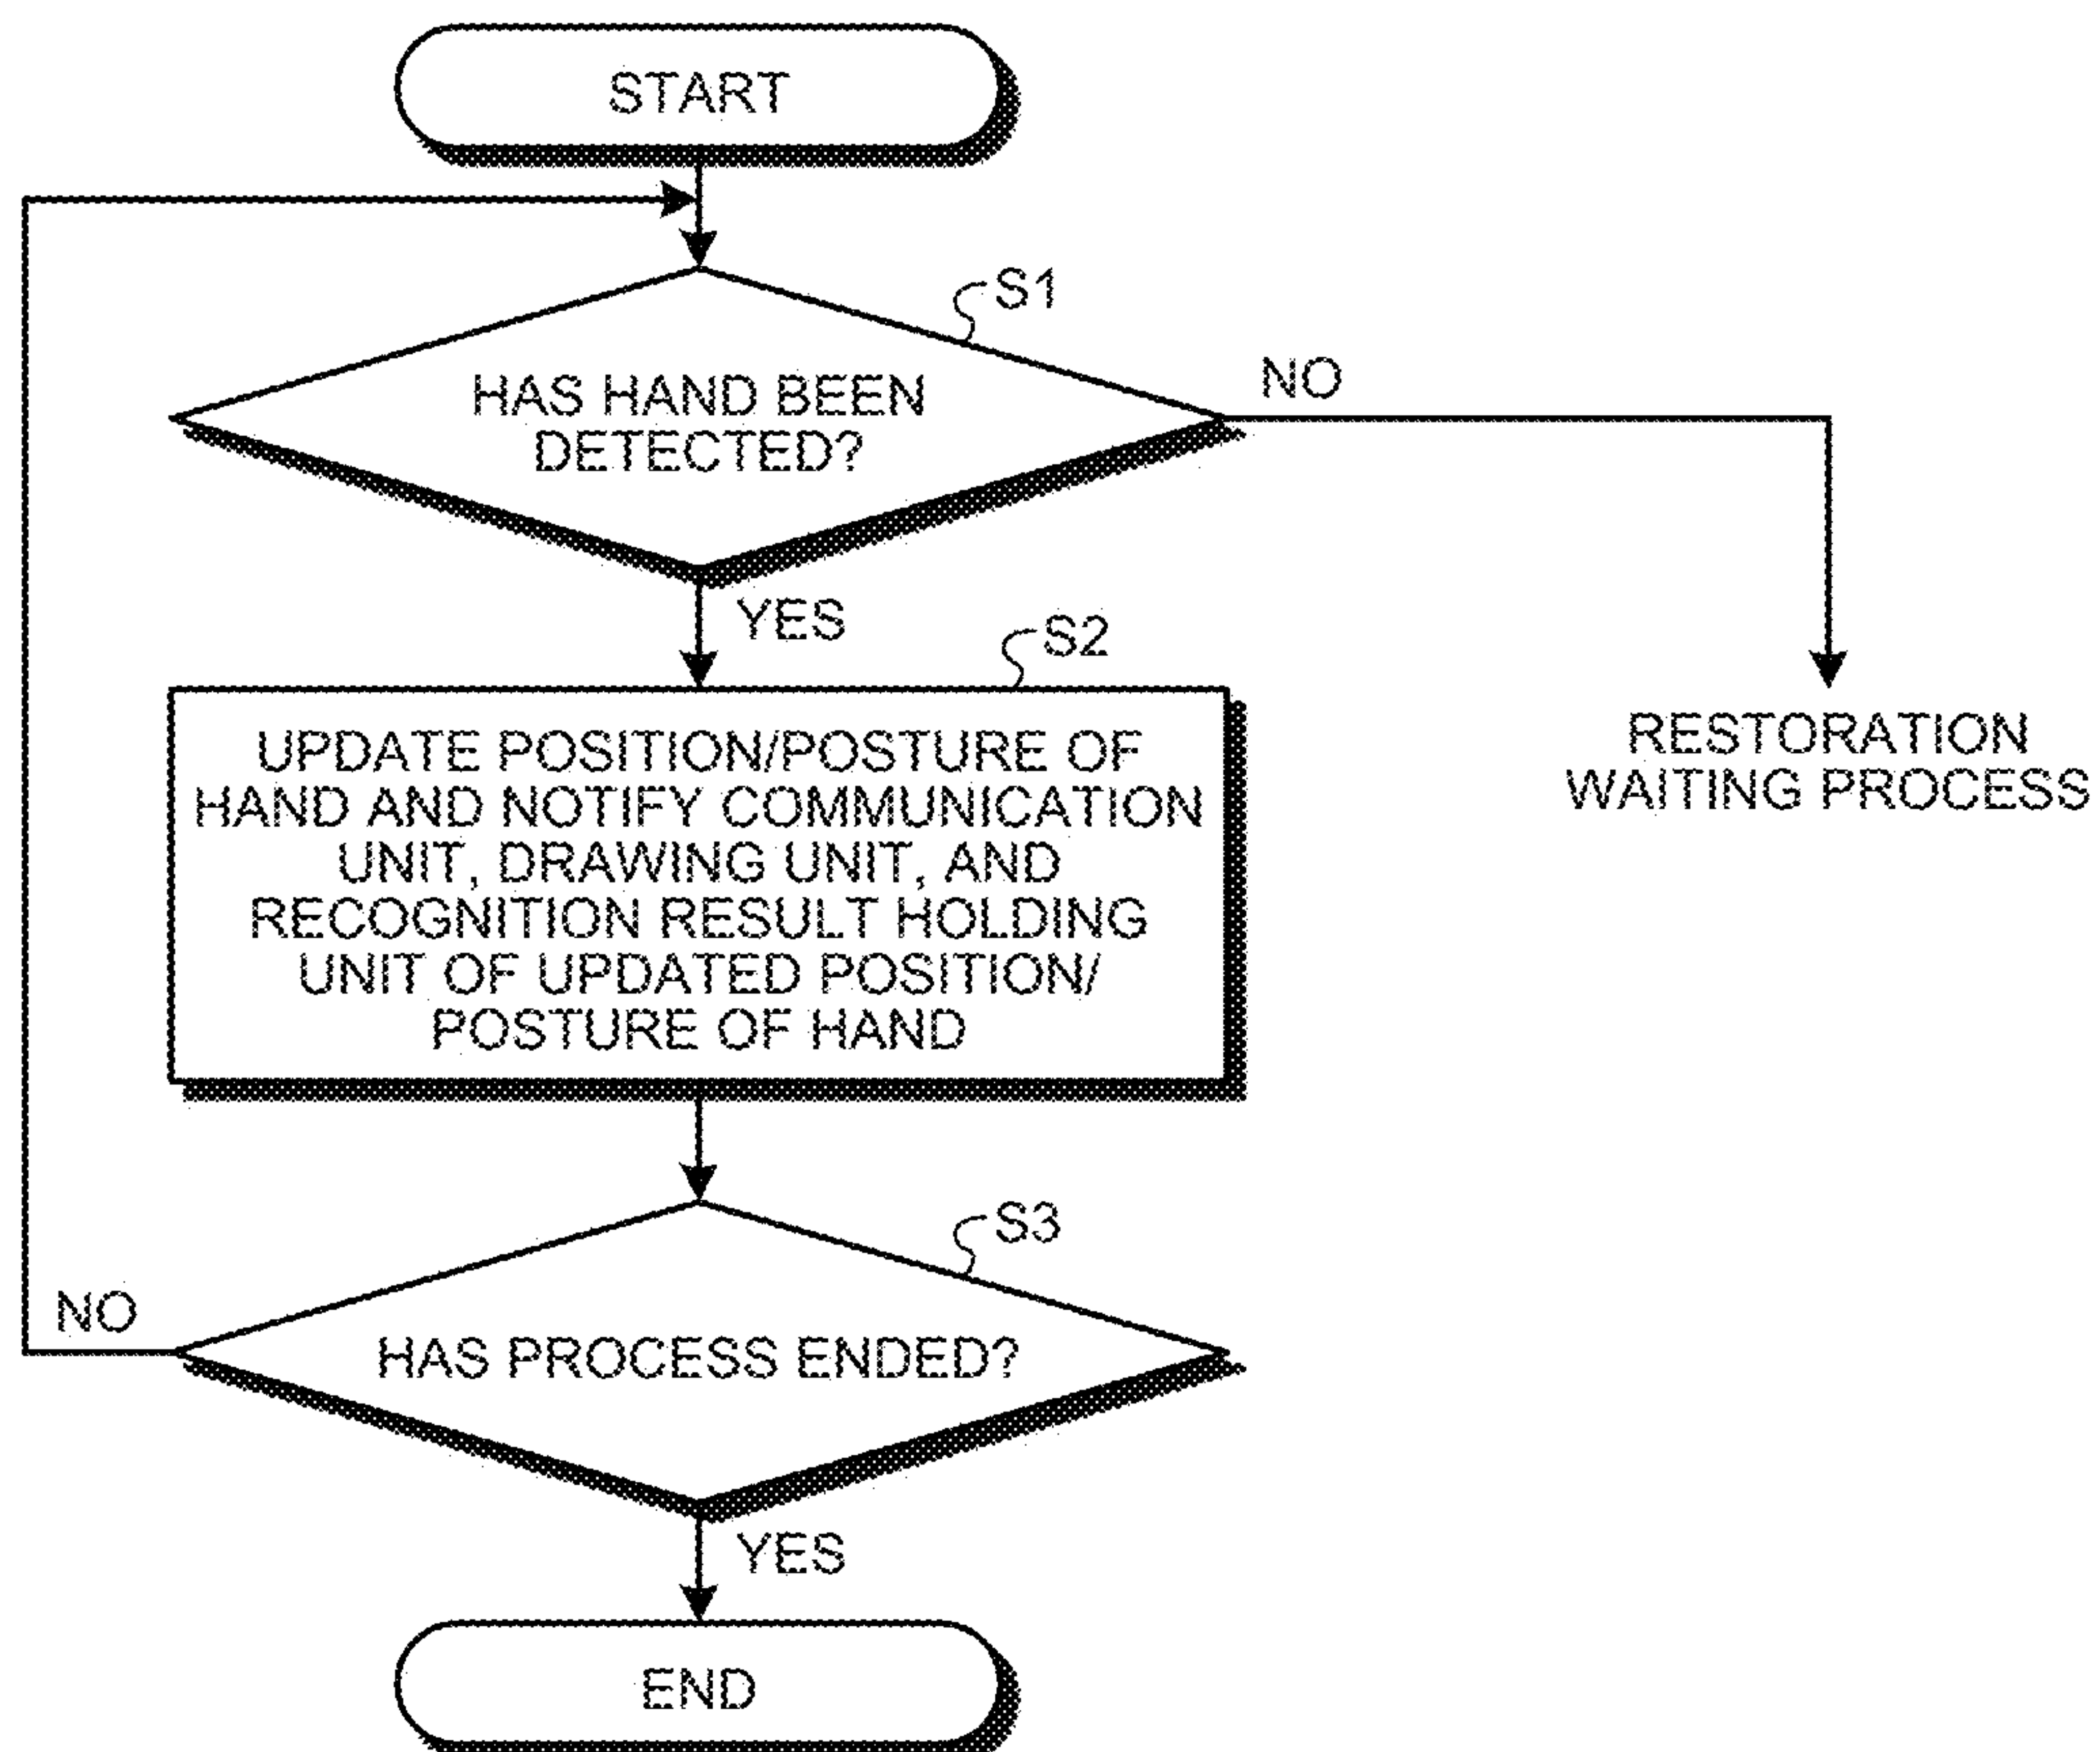 START
S1
HAS HAND BEEN
DETECTED?
NO
YES
S2
UPDATE POSITION/POSTURE OF
HAND AND NOTIFY COMMUNICATION
UNIT, DRAWING UNIT, AND
RECOGNITION RESULT HOLDING
UNIT OF UPDATED POSITION/
POSTURE OF HAND
RESTORATION
WAITING PROCESS
S3
NO
HAS PROCESS ENDED?
YES
END